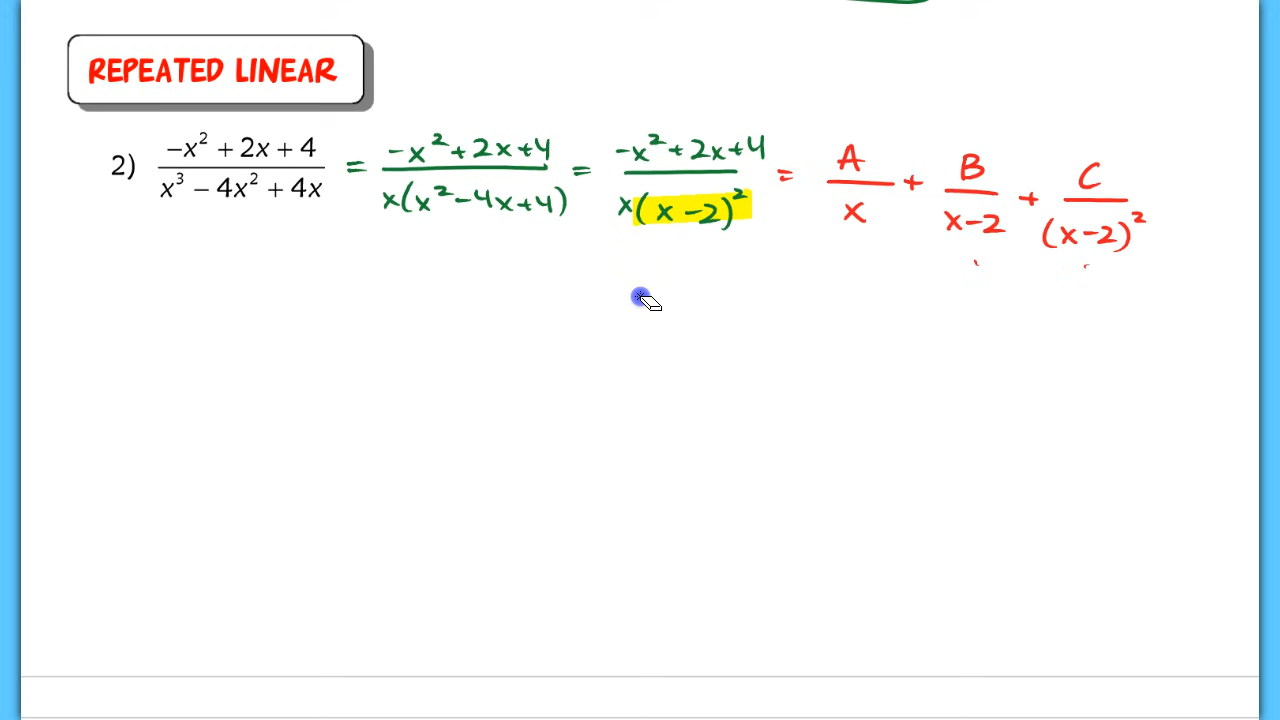 REPEATED LINEAR
2) (-x² + 2x + 4)/(x³ - 4x² + 4x) = (-x² + 2x + 4)/(x(x² - 4x + 4)) = (-x² + 2x + 4)/(x(x - 2)²) = A/x + B/(x - 2) + C/(x - 2)²